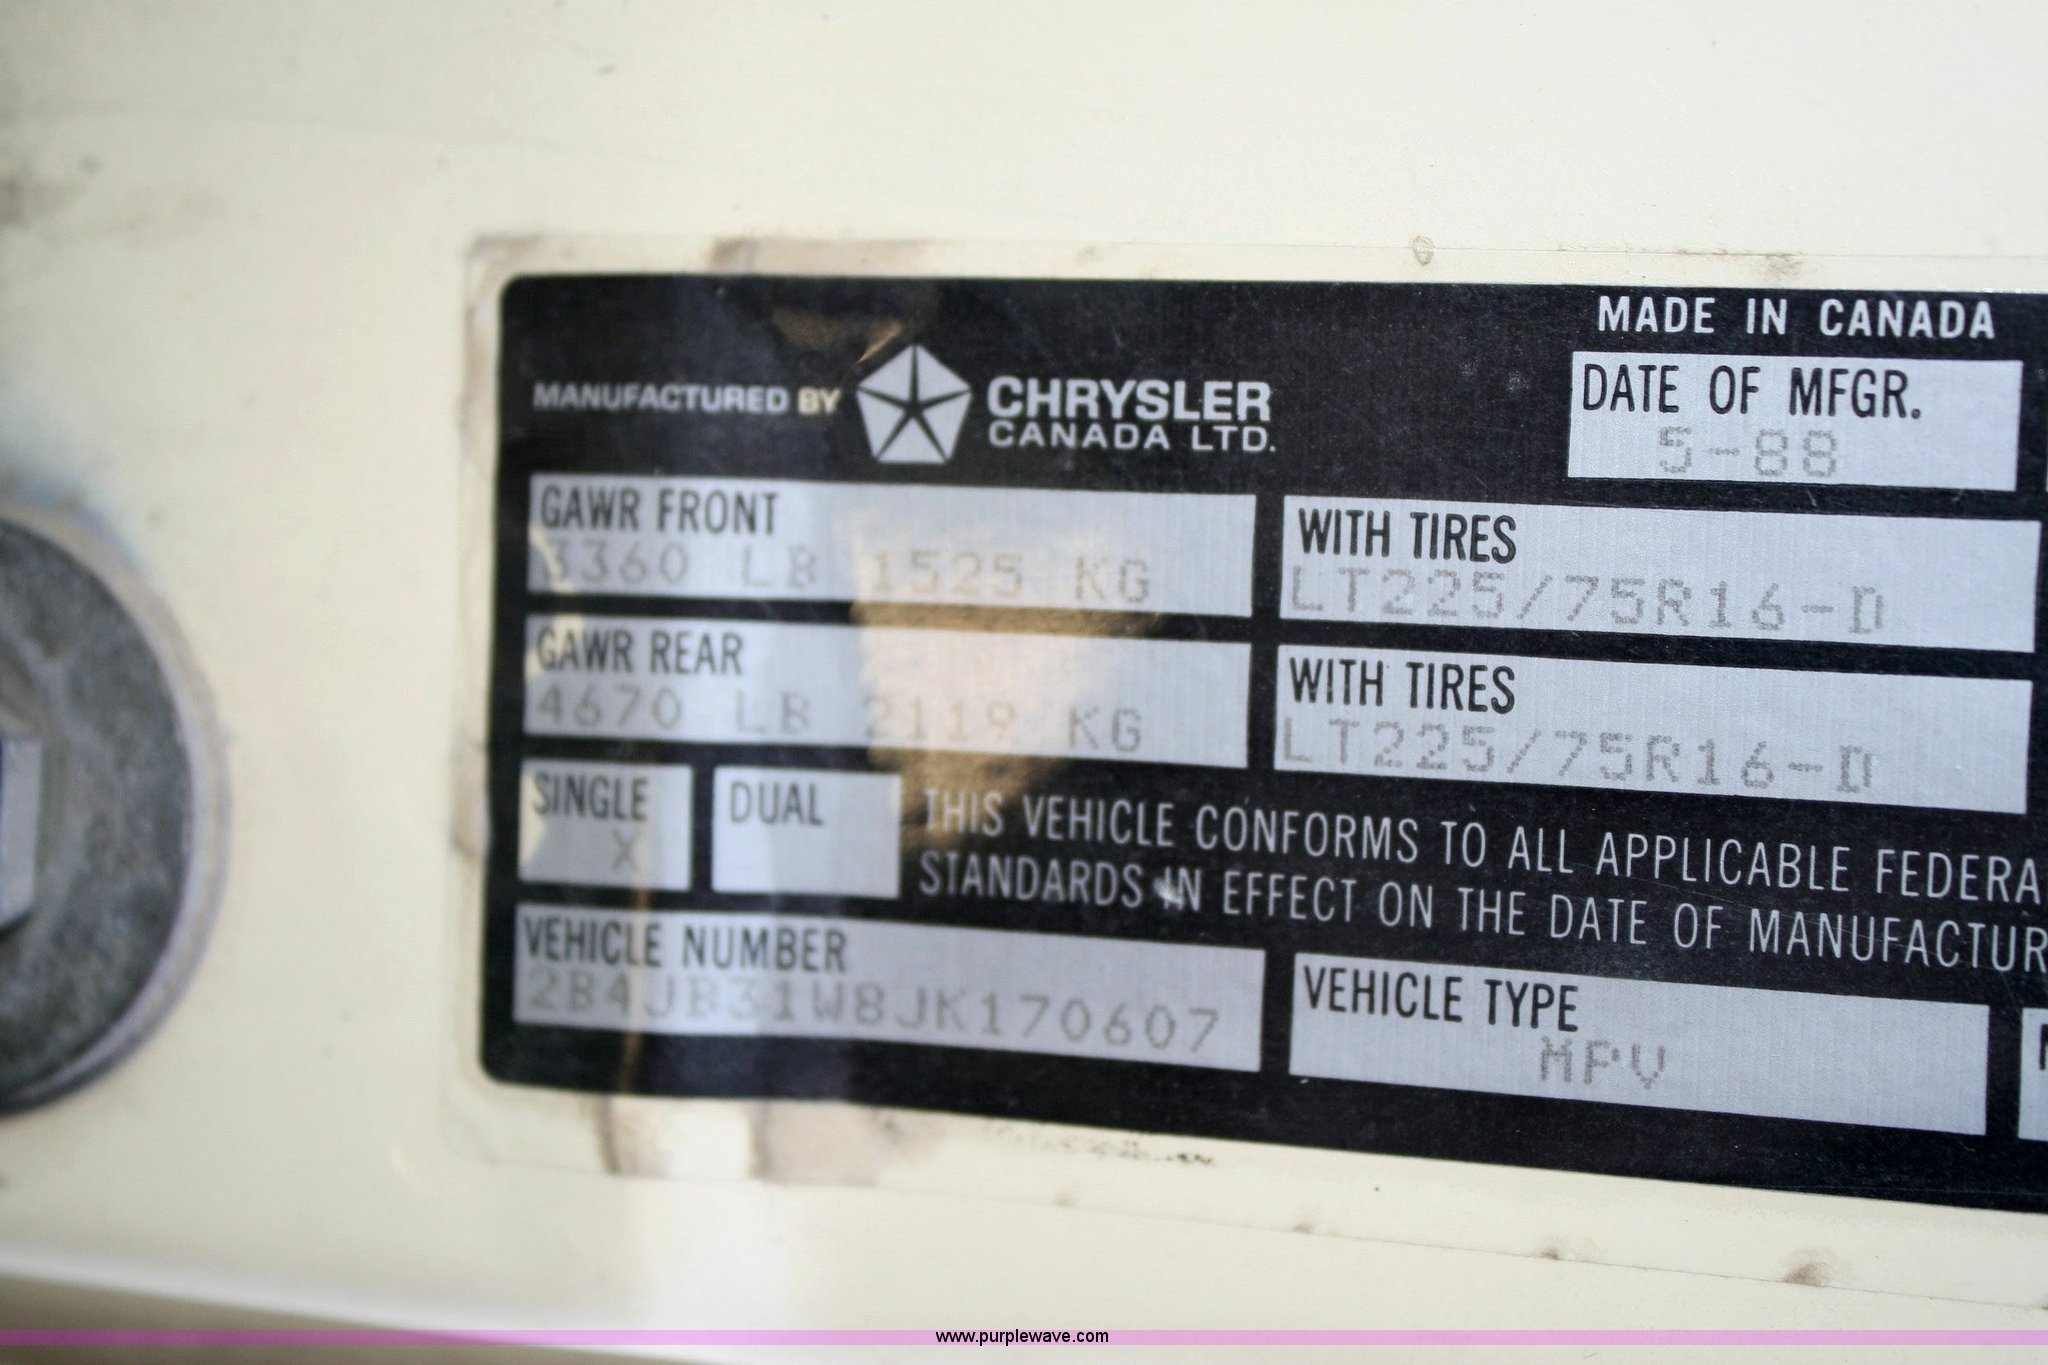 MADE IN CANADA
MANUFACTURED BY CHRYSLER
CANADA LTD.
DATE OF MFGR.
5-88
GAWR FRONT
3360 LB 1525 KG
WITH TIRES
LT225/75R16-D
GAWR REAR
4670 LB 2119 KG
WITH TIRES
LT225/75R16-D
SINGLE
X
DUAL
THIS VEHICLE CONFORMS TO ALL APPLICABLE FEDERA
STANDARDS IN EFFECT ON THE DATE OF MANUFACTUR
VEHICLE NUMBER
2B4JB31W8JK170607
VEHICLE TYPE
MPV
www.purplewave.com